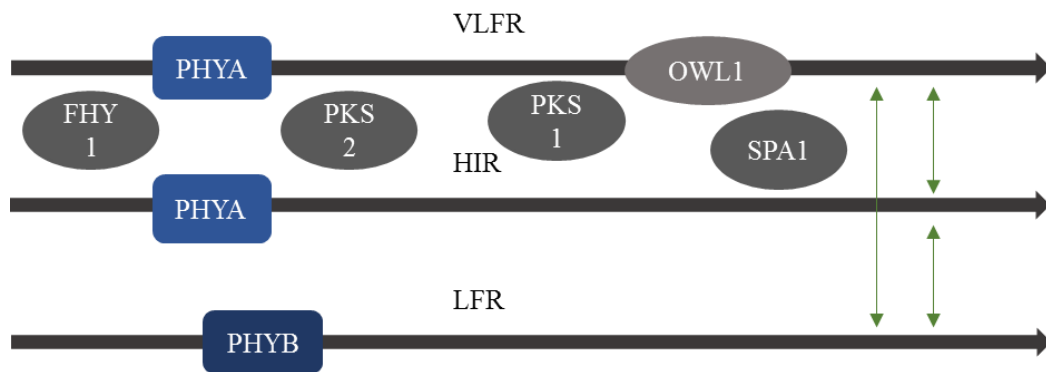 VLFR
PHYA
OWL1
FHY
1
PKS
2
PKS
1
SPA1
HIR
PHYA
LFR
PHYB